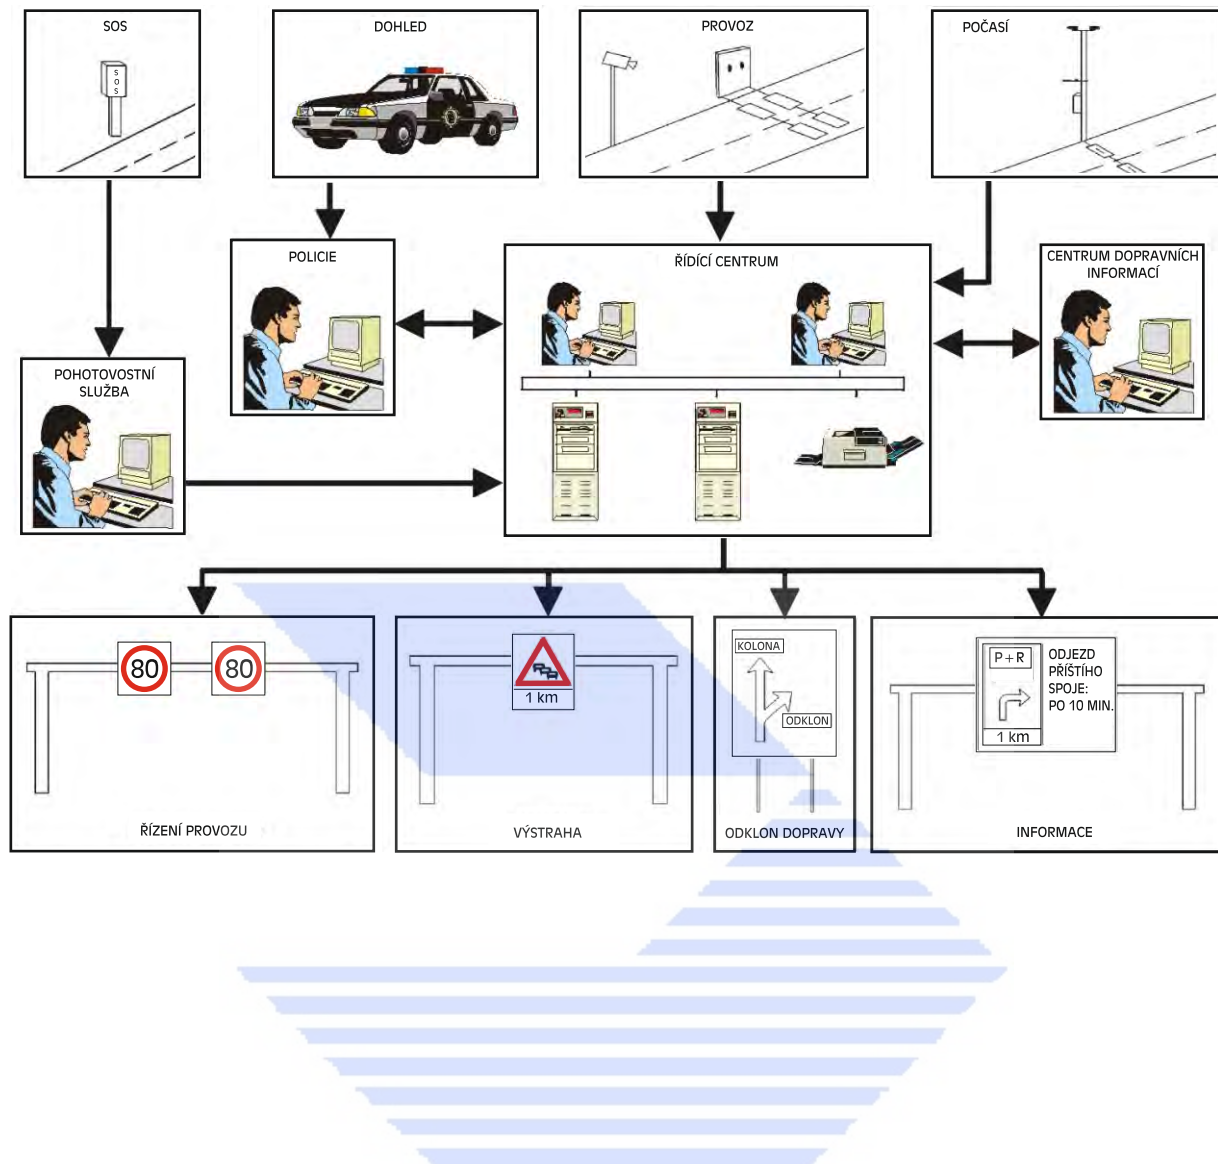 SOS
S
O
S
DOHLED
PROVOZ
POČASÍ
POLICIE
ŘÍDÍCÍ CENTRUM
CENTRUM DOPRAVNÍCH
INFORMACÍ
POHOTOVOSTNÍ
SLUŽBA
80
80
ŘÍZENÍ PROVOZU
1 km
VÝSTRAHA
KOLONA
ODKLON
ODKLON DOPRAVY
P+R
1 km
ODJEZD
PŘÍŠTÍHO
SPOJE:
PO 10 MIN.
INFORMACE